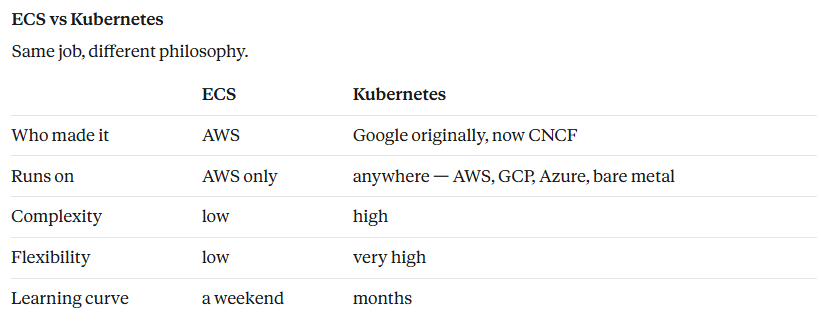 ECS vs Kubernetes
Same job, different philosophy.
ECS Kubernetes
Who made it AWS Google originally, now CNCF
Runs on AWS only anywhere — AWS, GCP, Azure, bare metal
Complexity low high
Flexibility low very high
Learning curve a weekend months